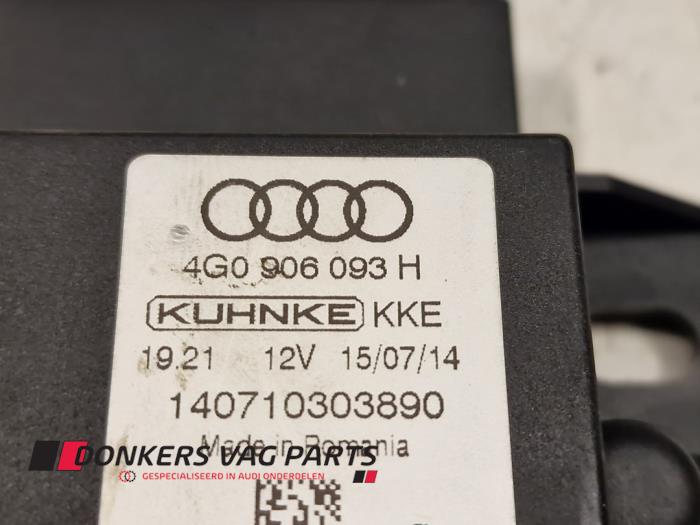 4G0 906 093 H
KUHNKE KKE
19.21 12V 15/07/14
140710303890
Made in Romania
DONKERS VAG PARTS
GESPECIALISEERD IN AUDI ONDERDELEN